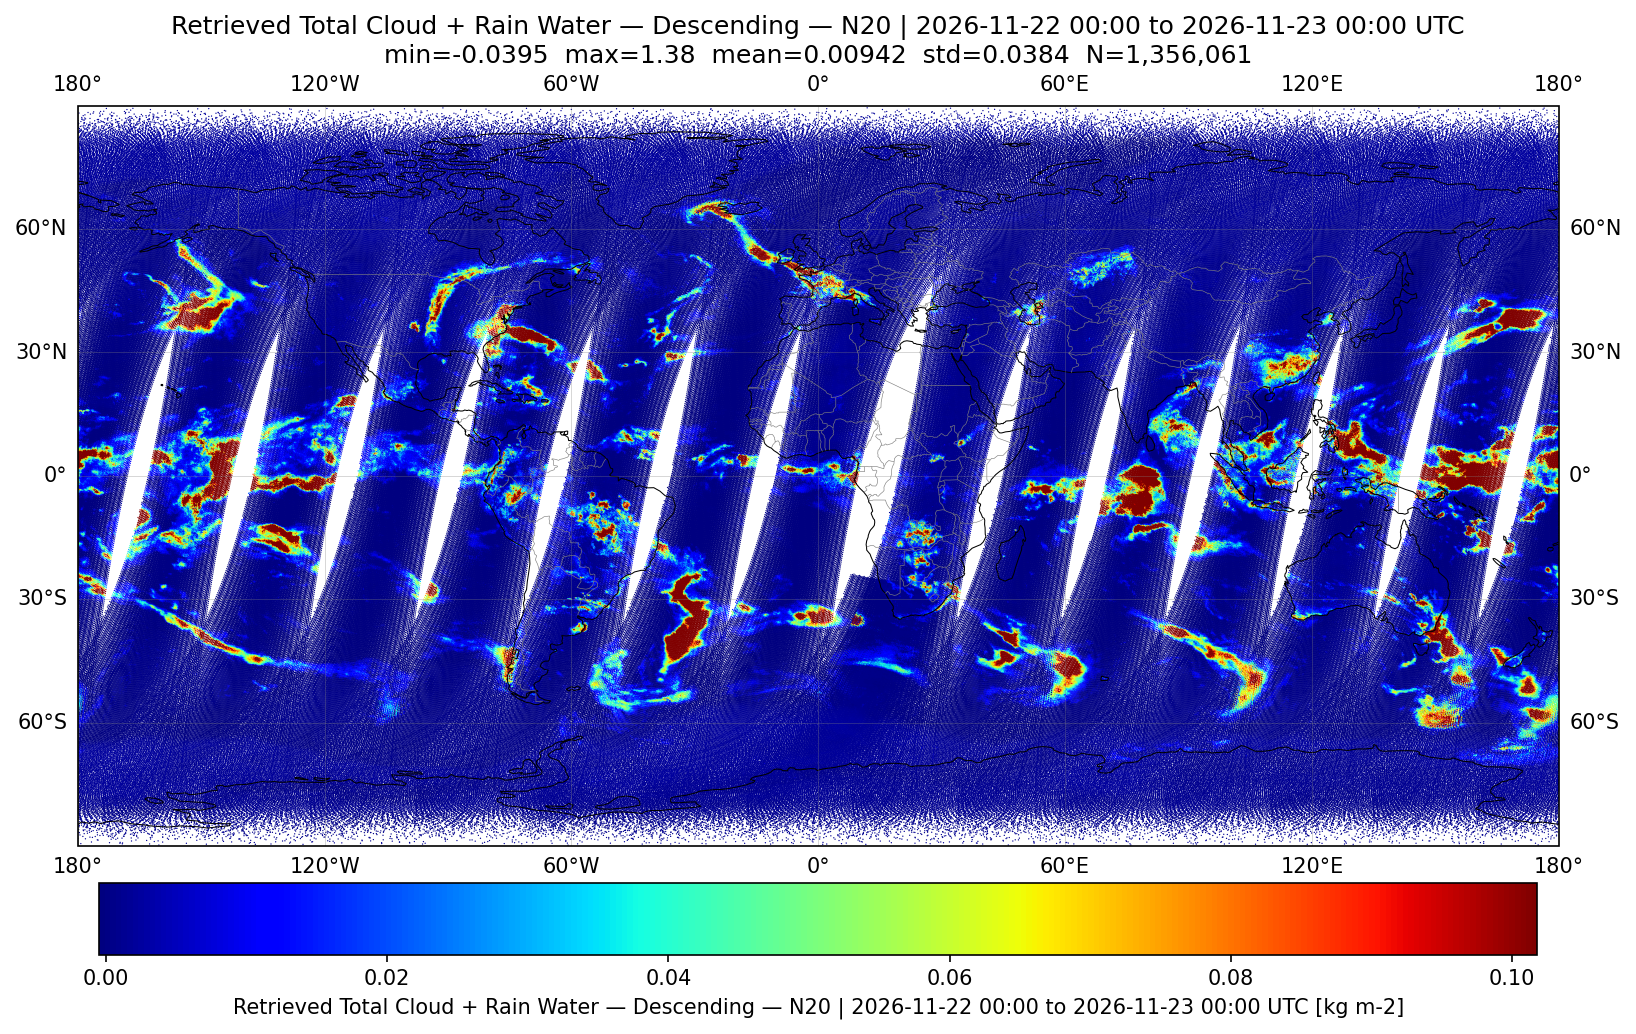 Retrieved Total Cloud + Rain Water — Descending — N20 | 2026-11-22 00:00 to 2026-11-23 00:00 UTC
min=-0.0395 max=1.38 mean=0.00942 std=0.0384 N=1,356,061
180° 120°W 60°W 0° 60°E 120°E 180°
60°N 60°N
30°N 30°N
0° 0°
30°S 30°S
60°S 60°S
180° 120°W 60°W 0° 60°E 120°E 180°
0.00 0.02 0.04 0.06 0.08 0.10
Retrieved Total Cloud + Rain Water — Descending — N20 | 2026-11-22 00:00 to 2026-11-23 00:00 UTC [kg m-2]